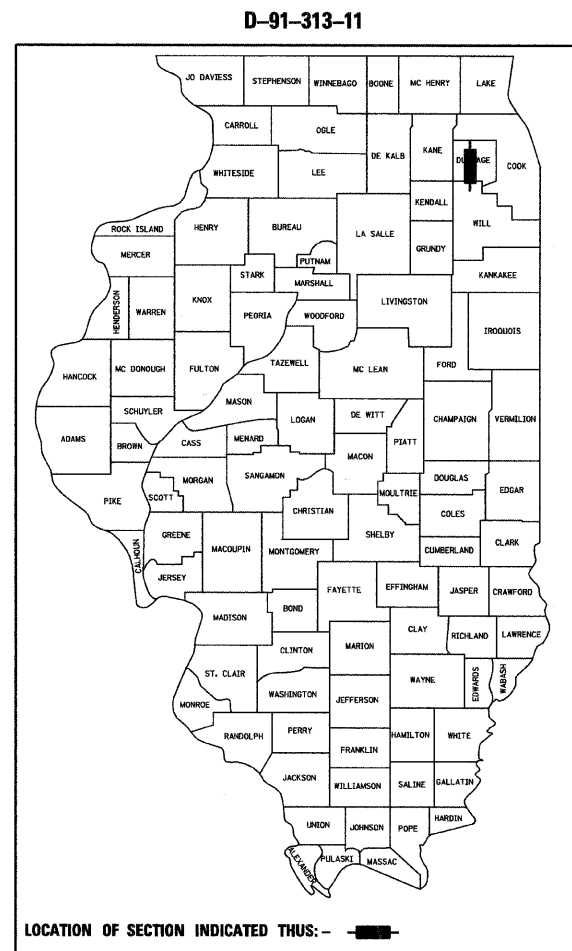 D-91-313-11
JO DAVIESS
STEPHENSON
WINNEBAGO
BOONE
MC HENRY
LAKE
CARROLL
OGLE
DE KALB
KANE
COOK
WHITESIDE
LEE
KENDALL
WILL
ROCK ISLAND
HENRY
BUREAU
LA SALLE
GRUNDY
MERCER
PUTNAM
KANKAKEE
STARK
MARSHALL
HENDERSON
WARREN
KNOX
PEORIA
WOODFORD
LIVINGSTON
IROQUOIS
HANCOCK
MC DONOUGH
FULTON
TAZEWELL
MC LEAN
FORD
MASON
SCHUYLER
LOGAN
DE WITT
CHAMPAIGN
VERMILION
ADAMS
BROWN
CASS
MENARD
MACON
PIATT
PIKE
SCOTT
MORGAN
SANGAMON
CHRISTIAN
MOULTRIE
DOUGLAS
EDGAR
COLES
CALHOUN
GREENE
MACOUPIN
MONTGOMERY
SHELBY
CUMBERLAND
CLARK
JERSEY
FAYETTE
EFFINGHAM
JASPER
CRAWFORD
MADISON
BOND
CLAY
RICHLAND
LAWRENCE
CLINTON
MARION
ST. CLAIR
WAYNE
EDWARDS
WABASH
WASHINGTON
JEFFERSON
MONROE
RANDOLPH
PERRY
HAMILTON
WHITE
FRANKLIN
JACKSON
WILLIAMSON
SALINE
GALLATIN
UNION
JOHNSON
POPE
HARDIN
ALEXANDER
PULASKI
MASSAC
LOCATION OF SECTION INDICATED THUS: -